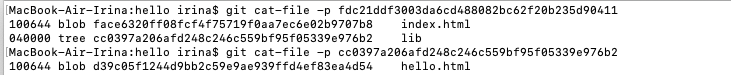 MacBook-Air-Irina:hello irina$ git cat-file -p fdc21ddf3003da6cd488082bc62f20b235d90411
100644 blob face6320ff08fcf4f75719f0aa7ec6e02b9707b8	index.html
040000 tree cc0397a206afd248c246c559bf95f05339e976b2	lib
MacBook-Air-Irina:hello irina$ git cat-file -p cc0397a206afd248c246c559bf95f05339e976b2
100644 blob d39c05f1244d9bb2c59e9ae939ffd4ef83ea4d54	hello.html